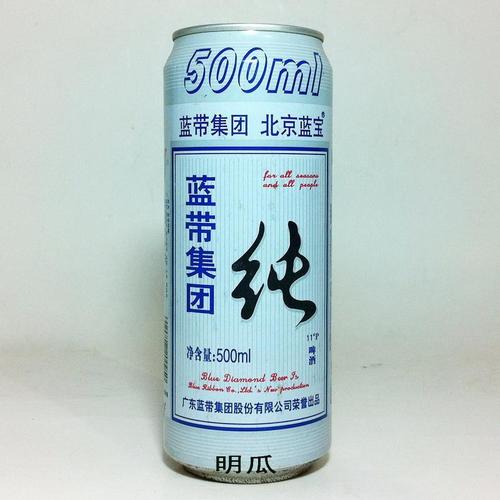 500ml
蓝带集团 北京蓝宝®
for all seasons
and all people
蓝带集团
纯
11°P
啤酒
净含量:500ml
Blue Diamond Beer Is
Blue Ribbon Co.,Ltd.'s New production
广东蓝带集团股份有限公司荣誉出品
明瓜